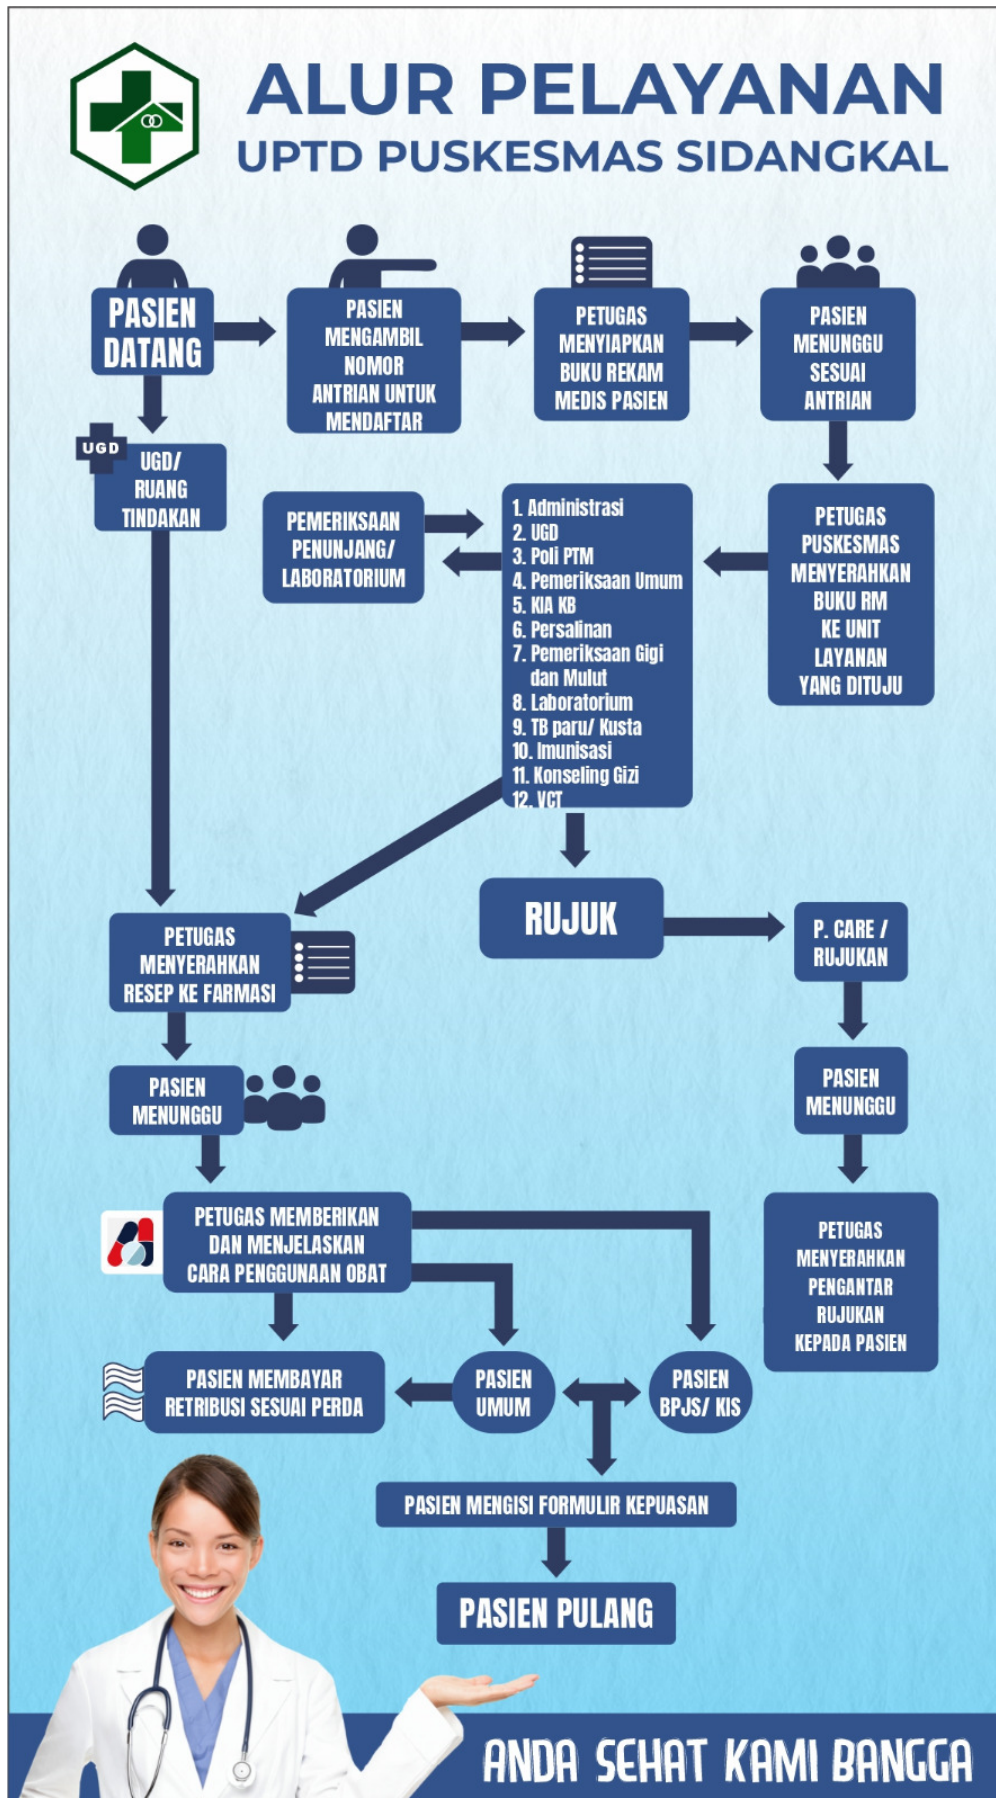 ALUR PELAYANAN
UPTD PUSKESMAS SIDANGKAL
PASIEN
DATANG
PASIEN
MENGAMBIL
NOMOR
ANTRIAN UNTUK
MENDAFTAR
PETUGAS
MENYIAPKAN
BUKU REKAM
MEDIS PASIEN
PASIEN
MENUNGGU
SESUAI
ANTRIAN
UGD
UGD/
RUANG
TINDAKAN
PEMERIKSAAN
PENUNJANG/
LABORATORIUM
1. Administrasi
2. UGD
3. Poli PTM
4. Pemeriksaan Umum
5. KIA KB
6. Persalinan
7. Pemeriksaan Gigi
dan Mulut
8. Laboratorium
9. TB paru/ Kusta
10. Imunisasi
11. Konseling Gizi
12. VCT
PETUGAS
PUSKESMAS
MENYERAHKAN
BUKU RM
KE UNIT
LAYANAN
YANG DITUJU
RUJUK
P. CARE /
RUJUKAN
PETUGAS
MENYERAHKAN
RESEP KE FARMASI
PASIEN
MENUNGGU
PASIEN
MENUNGGU
PETUGAS MEMBERIKAN
DAN MENJELASKAN
CARA PENGGUNAAN OBAT
PETUGAS
MENYERAHKAN
PENGANTAR
RUJUKAN
KEPADA PASIEN
PASIEN MEMBAYAR
RETRIBUSI SESUAI PERDA
PASIEN
UMUM
PASIEN
BPJS/ KIS
PASIEN MENGISI FORMULIR KEPUASAN
PASIEN PULANG
ANDA SEHAT KAMI BANGGA